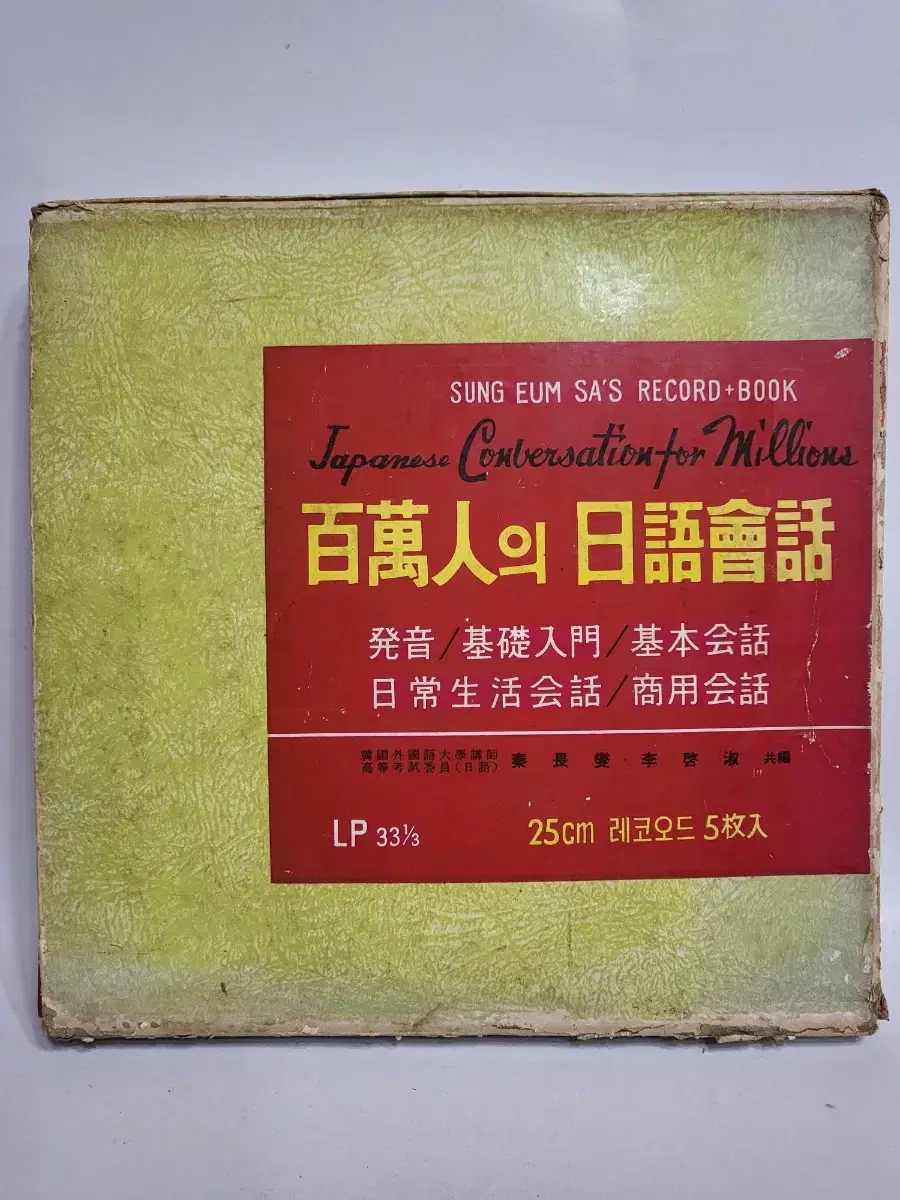 SUNG EUM SA'S RECORD+BOOK
Japanese Conversation for Millions
百萬人의 日語會話
発音/基礎入門/基本会話
日常生活会話/商用会話
韓國外國語大學講師
高等考試委員(日語)
秦長燮·李啓淑 共編
LP 33⅓
25cm 레코오드 5枚入